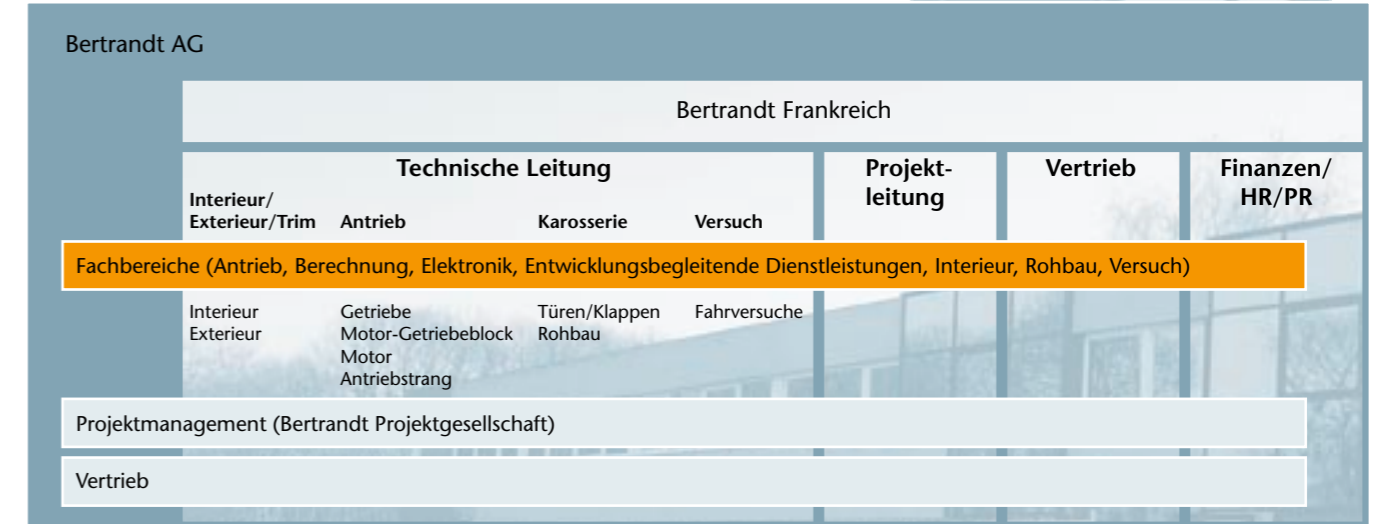 Bertrandt AG
Bertrandt Frankreich
Technische Leitung
Interieur/
Exterieur/Trim
Antrieb
Karosserie
Versuch
Projekt-
leitung
Vertrieb
Finanzen/
HR/PR
Fachbereiche (Antrieb, Berechnung, Elektronik, Entwicklungsbegleitende Dienstleistungen, Interieur, Rohbau, Versuch)
Interieur
Exterieur
Getriebe
Motor-Getriebeblock
Motor
Antriebstrang
Türen/Klappen
Rohbau
Fahrversuche
Projektmanagement (Bertrandt Projektgesellschaft)
Vertrieb